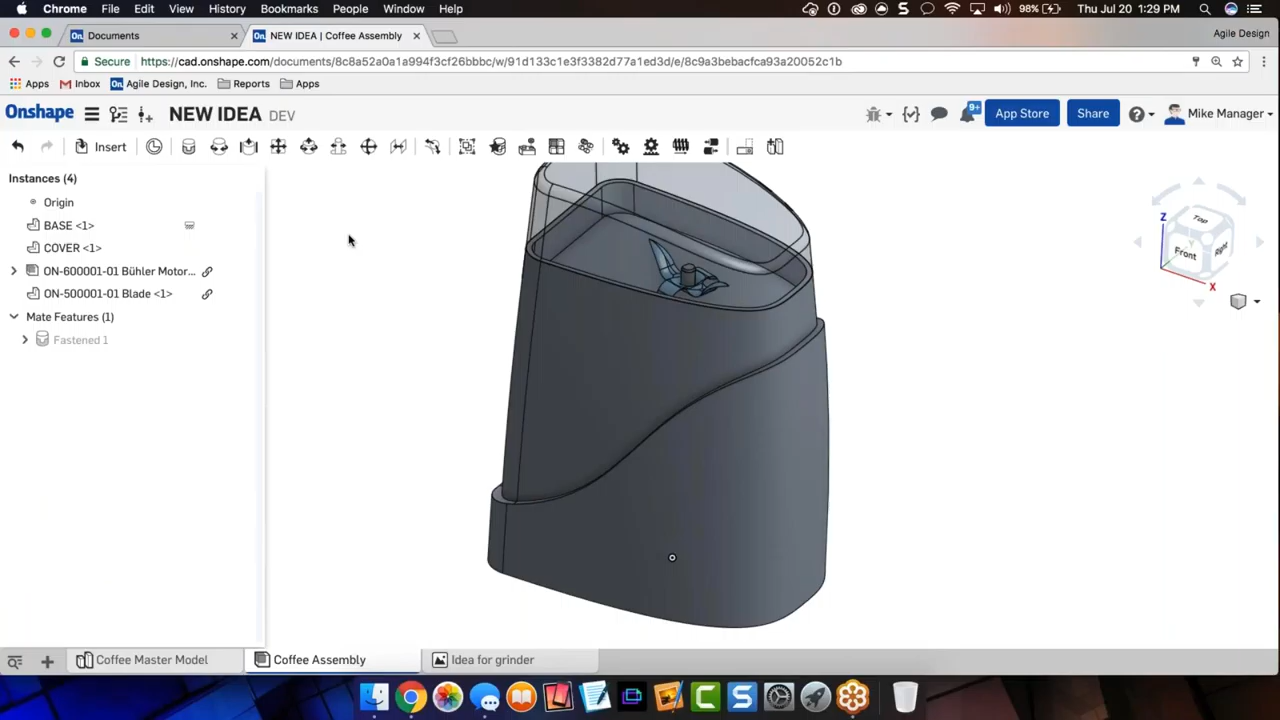 Chrome File Edit View History Bookmarks People Window Help 98% Thu Jul 20 1:29 PM
Documents NEW IDEA | Coffee Assembly Agile Design
Secure https://cad.onshape.com/documents/8c8a52a0a1a994f3cf26bbbc/w/91d133c1e3f3382d77a1ed3d/e/8c9a3bebacfca93a20052c1b
Apps Inbox On Agile Design, Inc. Reports Apps
Onshape NEW IDEA DEV 9+ App Store Share Mike Manager
Insert
Instances (4)
Origin
BASE <1>
COVER <1>
ON-600001-01 Bühler Motor...
ON-500001-01 Blade <1>
Mate Features (1)
Fastened 1
Z
Top
Front Right
X
Coffee Master Model Coffee Assembly Idea for grinder